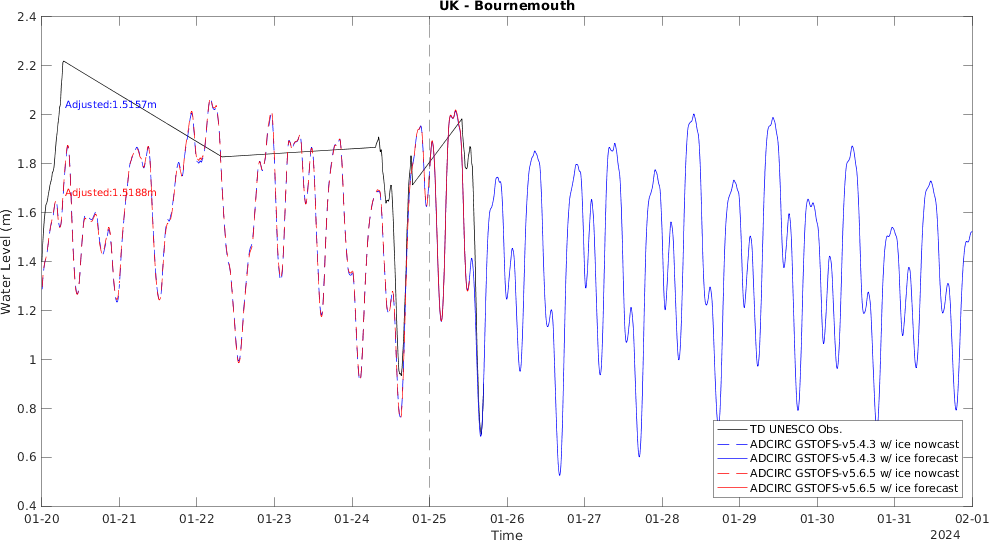 UK - Bournemouth
2.4
2.2
2
1.8
1.6
1.4
1.2
1
0.8
0.6
0.4
Water Level (m)
Adjusted:1.5157m
Adjusted:1.5188m
TD UNESCO Obs.
ADCIRC GSTOFS-v5.4.3 w/ ice nowcast
ADCIRC GSTOFS-v5.4.3 w/ ice forecast
ADCIRC GSTOFS-v5.6.5 w/ ice nowcast
ADCIRC GSTOFS-v5.6.5 w/ ice forecast
01-20 01-21 01-22 01-23 01-24 01-25 01-26 01-27 01-28 01-29 01-30 01-31 02-01
Time
2024